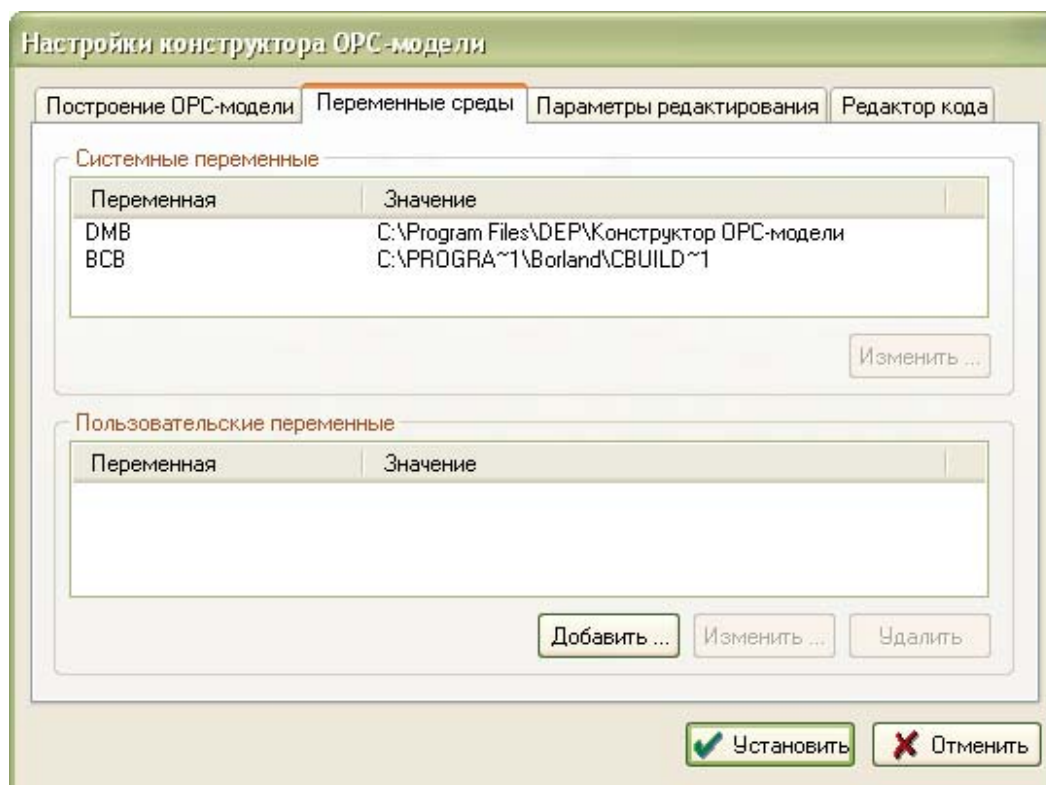 Настройки конструктора OPC-модели
Построение OPC-модели Переменные среды Параметры редактирования Редактор кода
Системные переменные
Переменная Значение
DMB C:\Program Files\DEP\Конструктор OPC-модели
BCB C:\PROGRA~1\Borland\CBUILD~1
Изменить ...
Пользовательские переменные
Переменная Значение
Добавить ... Изменить ... Удалить
Установить Отменить